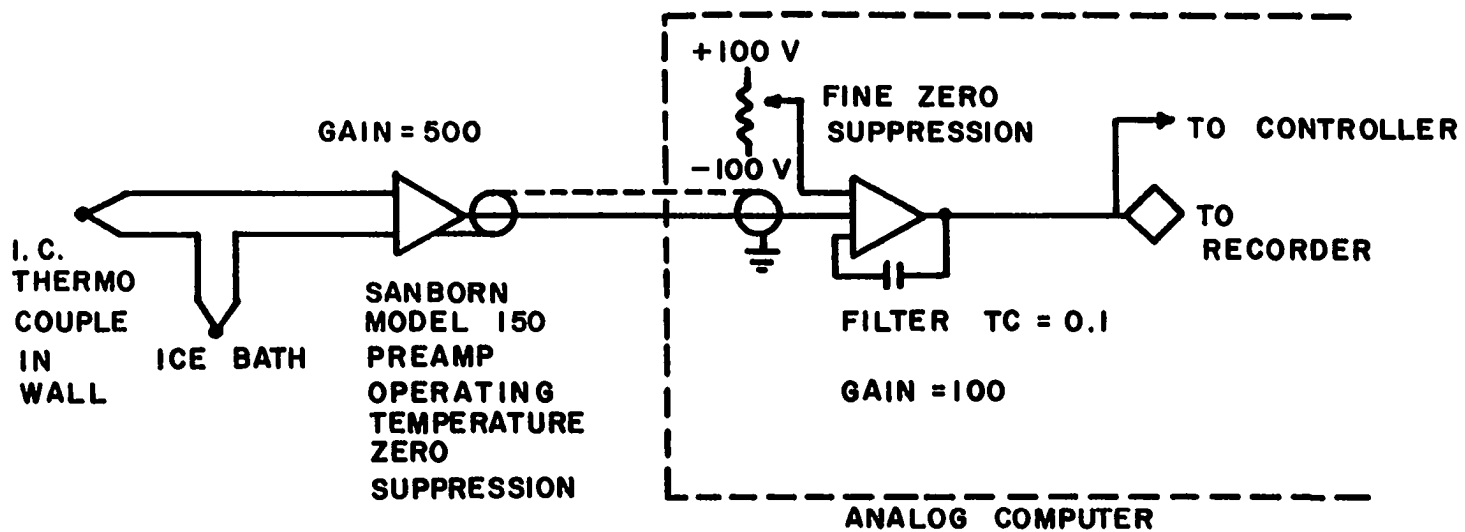 +100 V
FINE ZERO
SUPPRESSION
-100 V
GAIN = 500
TO CONTROLLER
TO
RECORDER
I. C.
THERMO
COUPLE
IN
WALL
ICE BATH
SANBORN
MODEL 150
PREAMP
OPERATING
TEMPERATURE
ZERO
SUPPRESSION
FILTER TC = 0.1
GAIN = 100
ANALOG COMPUTER